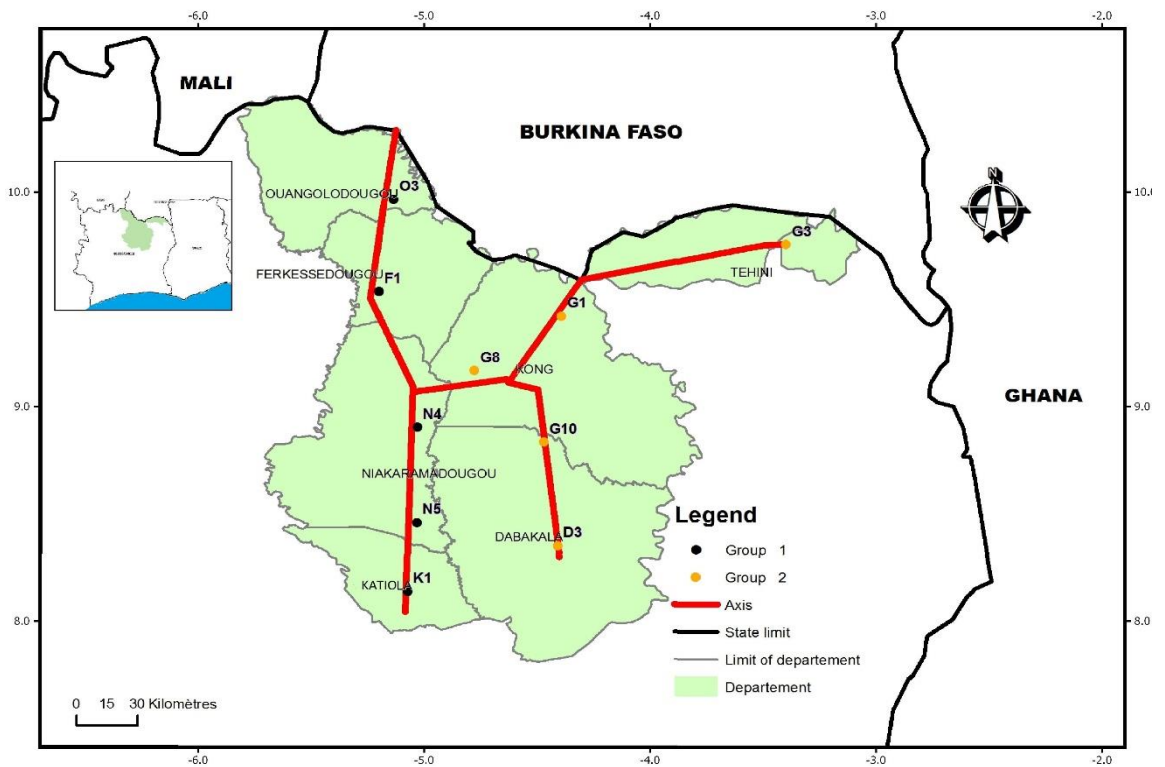 -6.0 -5.0 -4.0 -3.0 -2.0
MALI
BURKINA FASO
10.0 10.0
N
OUANGOLODOUGOU
O3
G3
TEHINI
FERKESSEDOUGOU
F1
G1
G8
KONG
9.0 9.0
GHANA
N4
G10
NIAKARAMADOUGOU
N5
D3
DABAKALA
KATIOLA
K1
Legend
Group 1
Group 2
Axis
State limit
Limit of departement
Departement
8.0 8.0
0 15 30 Kilomètres
-6.0 -5.0 -4.0 -3.0 -2.0